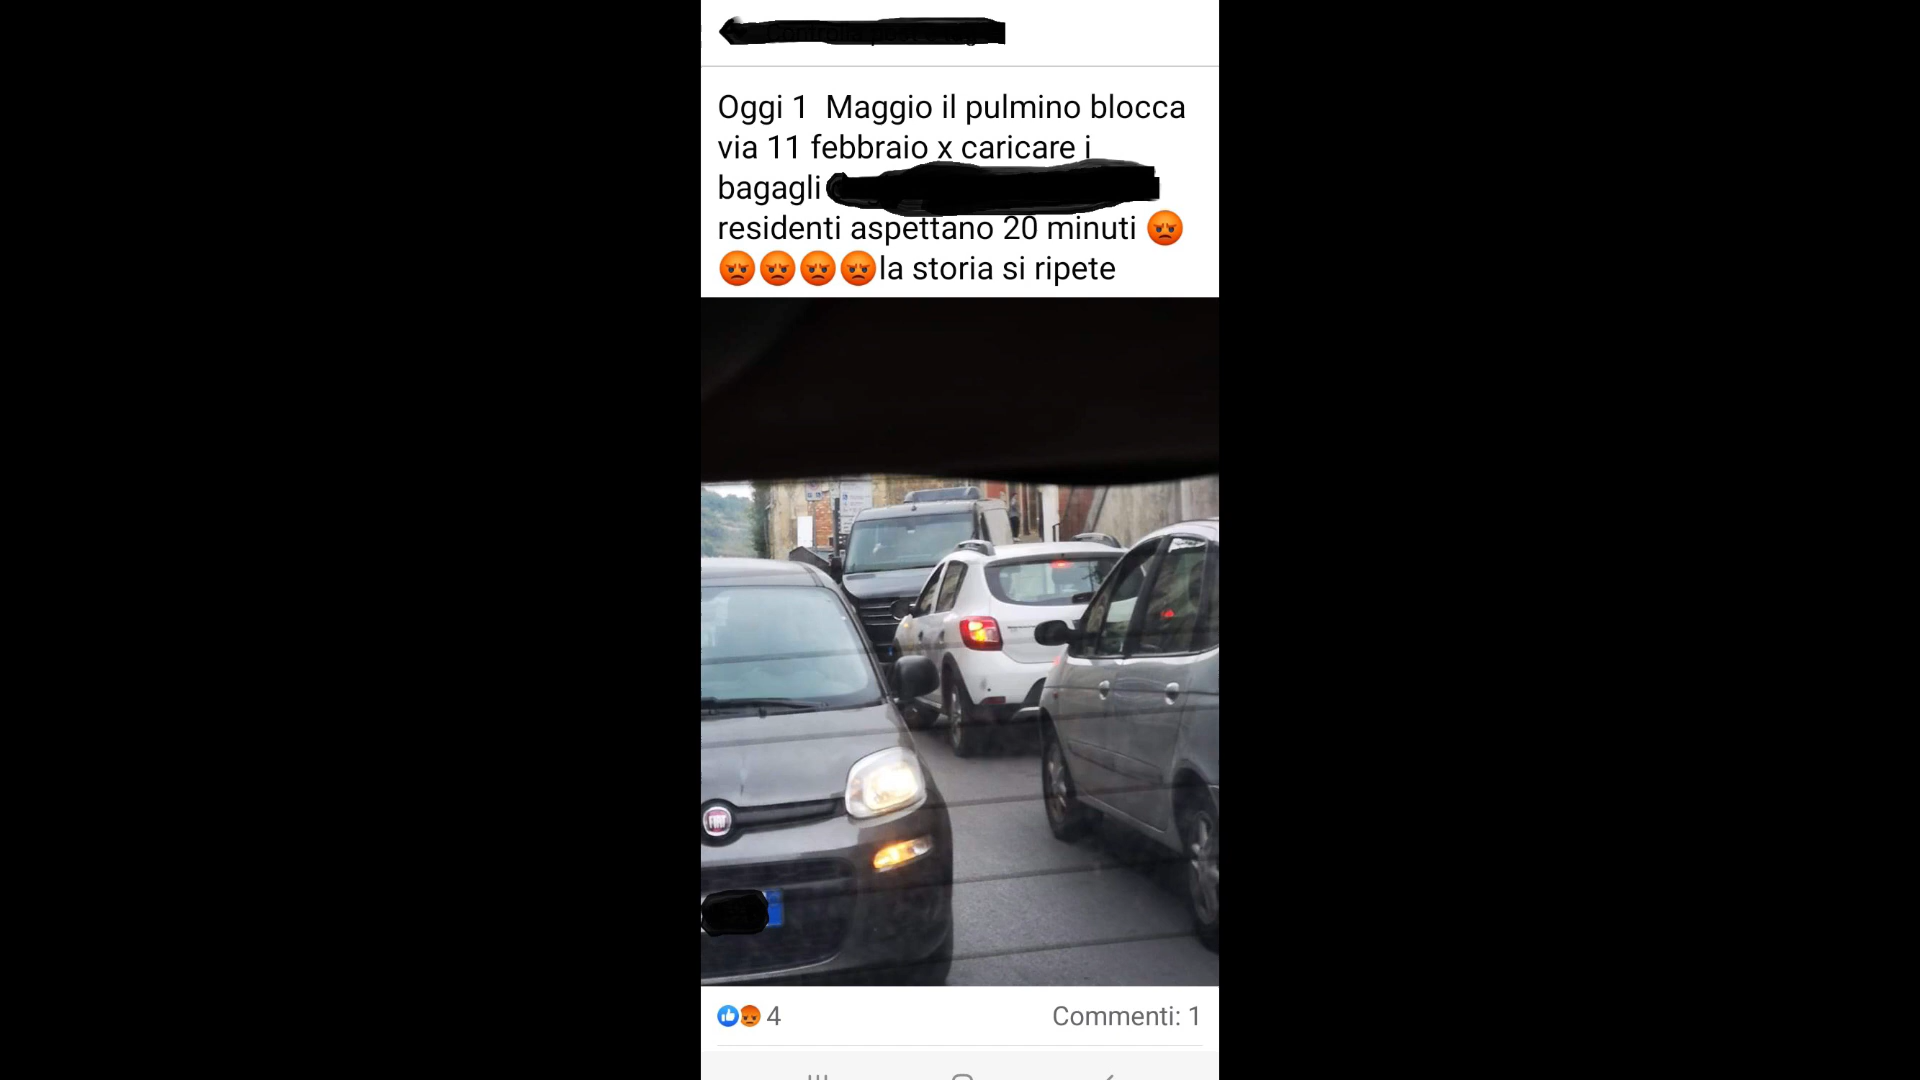 Oggi 1 Maggio il pulmino blocca
via 11 febbraio x caricare i
bagagli
residenti aspettano 20 minuti 😡
😡😡😡😡la storia si ripete
FIAT
4 Commenti: 1